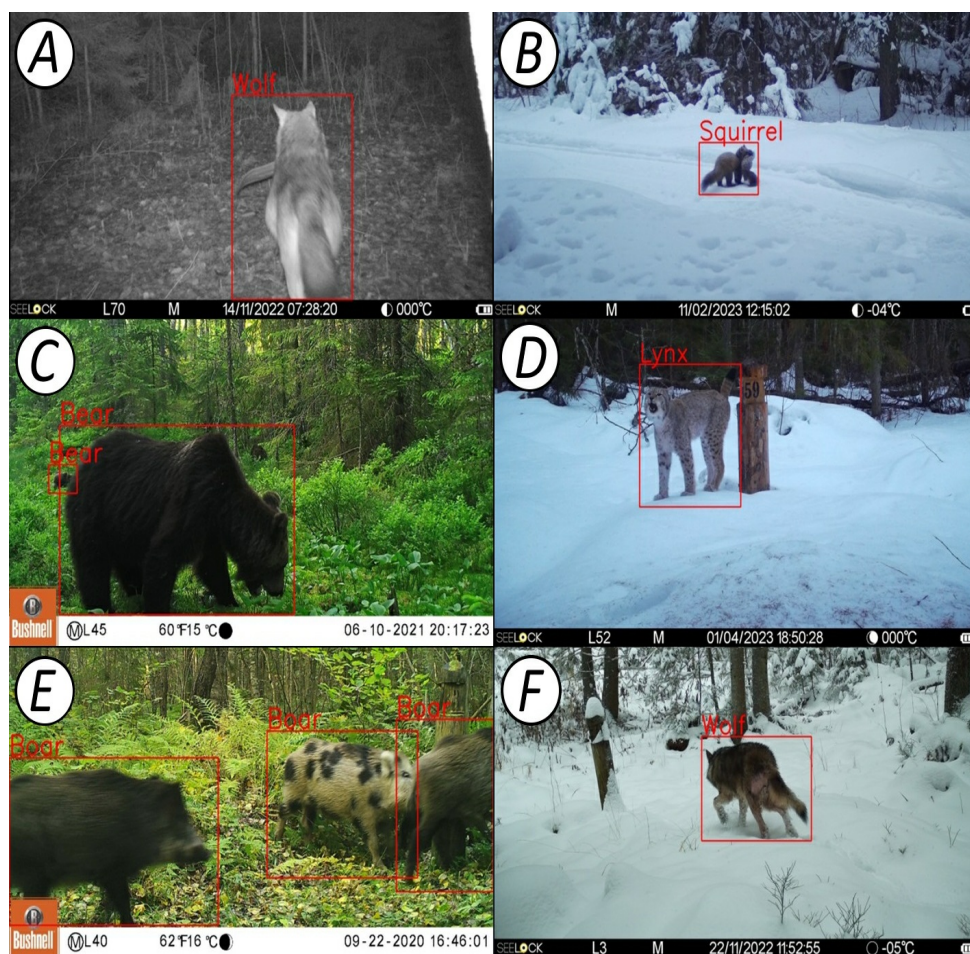 A
Wolf
SEELOCK L70 M 14/11/2022 07:28:20 000°C
B
Squirrel
SEELOCK M 11/02/2023 12:15:02 -04°C
C
Bear
Bear
B
Bushnell
M L45 60°F15°C 06-10-2021 20:17:23
D
Lynx
59
SEELOCK L52 M 01/04/2023 18:50:28 000°C
E
Boar
Boar
Boar
B
Bushnell
M L40 62°F16°C 09-22-2020 16:46:01
F
Wolf
SEELOCK L3 M 22/11/2022 11:52:55 -05°C